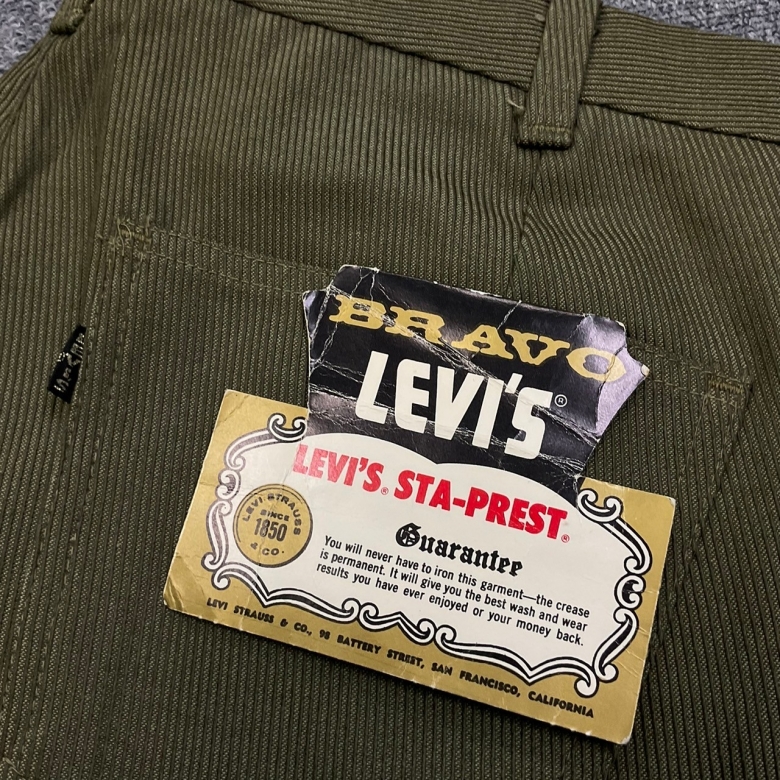 BRAVO
LEVI'S®
LEVI'S® STA-PREST®
LEVI STRAUSS
SINCE
1850
& CO.
Guarantee
You will never have to iron this garment—the crease
is permanent. It will give you the best wash and wear
results you have ever enjoyed or your money back.
LEVI STRAUSS & CO., 98 BATTERY STREET, SAN FRANCISCO, CALIFORNIA
LEVI'S